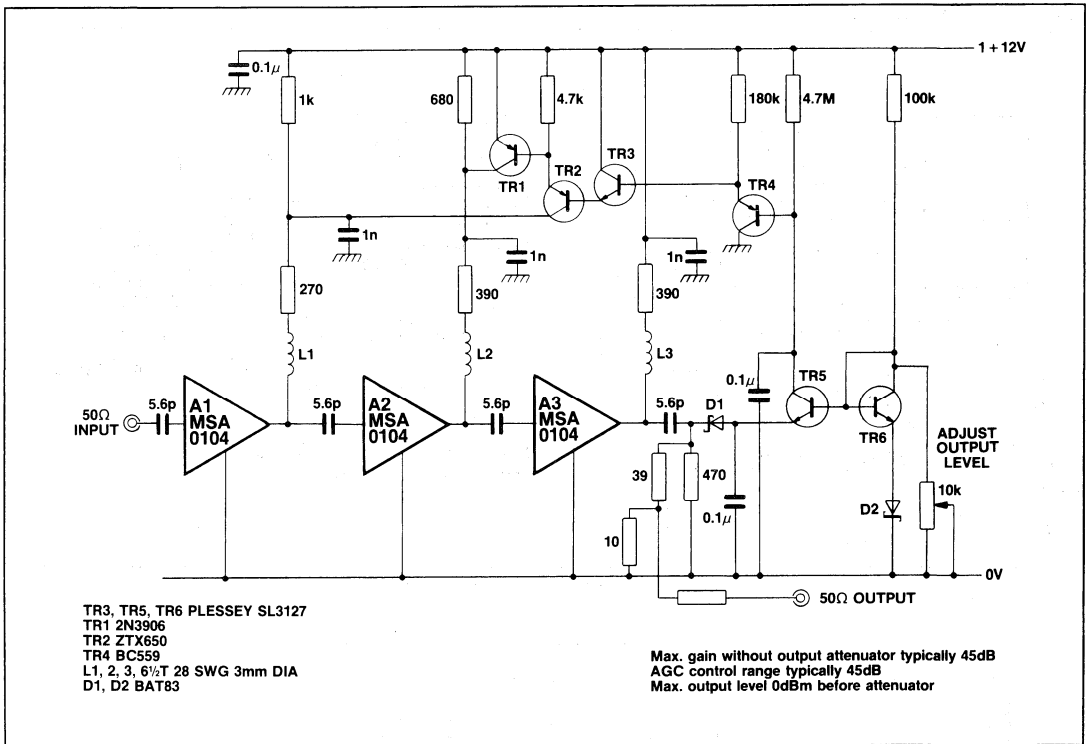 1 + 12V
0.1μ
1k
680
4.7k
180k
4.7M
100k
TR1
TR2
TR3
TR4
1n
1n
1n
270
390
390
L1
L2
L3
50Ω
INPUT
5.6p
A1
MSA
0104
5.6p
A2
MSA
0104
5.6p
A3
MSA
0104
5.6p
D1
0.1μ
TR5
TR6
ADJUST
OUTPUT
LEVEL
39
470
0.1μ
D2
10k
10
0V
50Ω OUTPUT
TR3, TR5, TR6 PLESSEY SL3127
TR1 2N3906
TR2 ZTX650
TR4 BC559
L1, 2, 3, 6½T 28 SWG 3mm DIA
D1, D2 BAT83
Max. gain without output attenuator typically 45dB
AGC control range typically 45dB
Max. output level 0dBm before attenuator